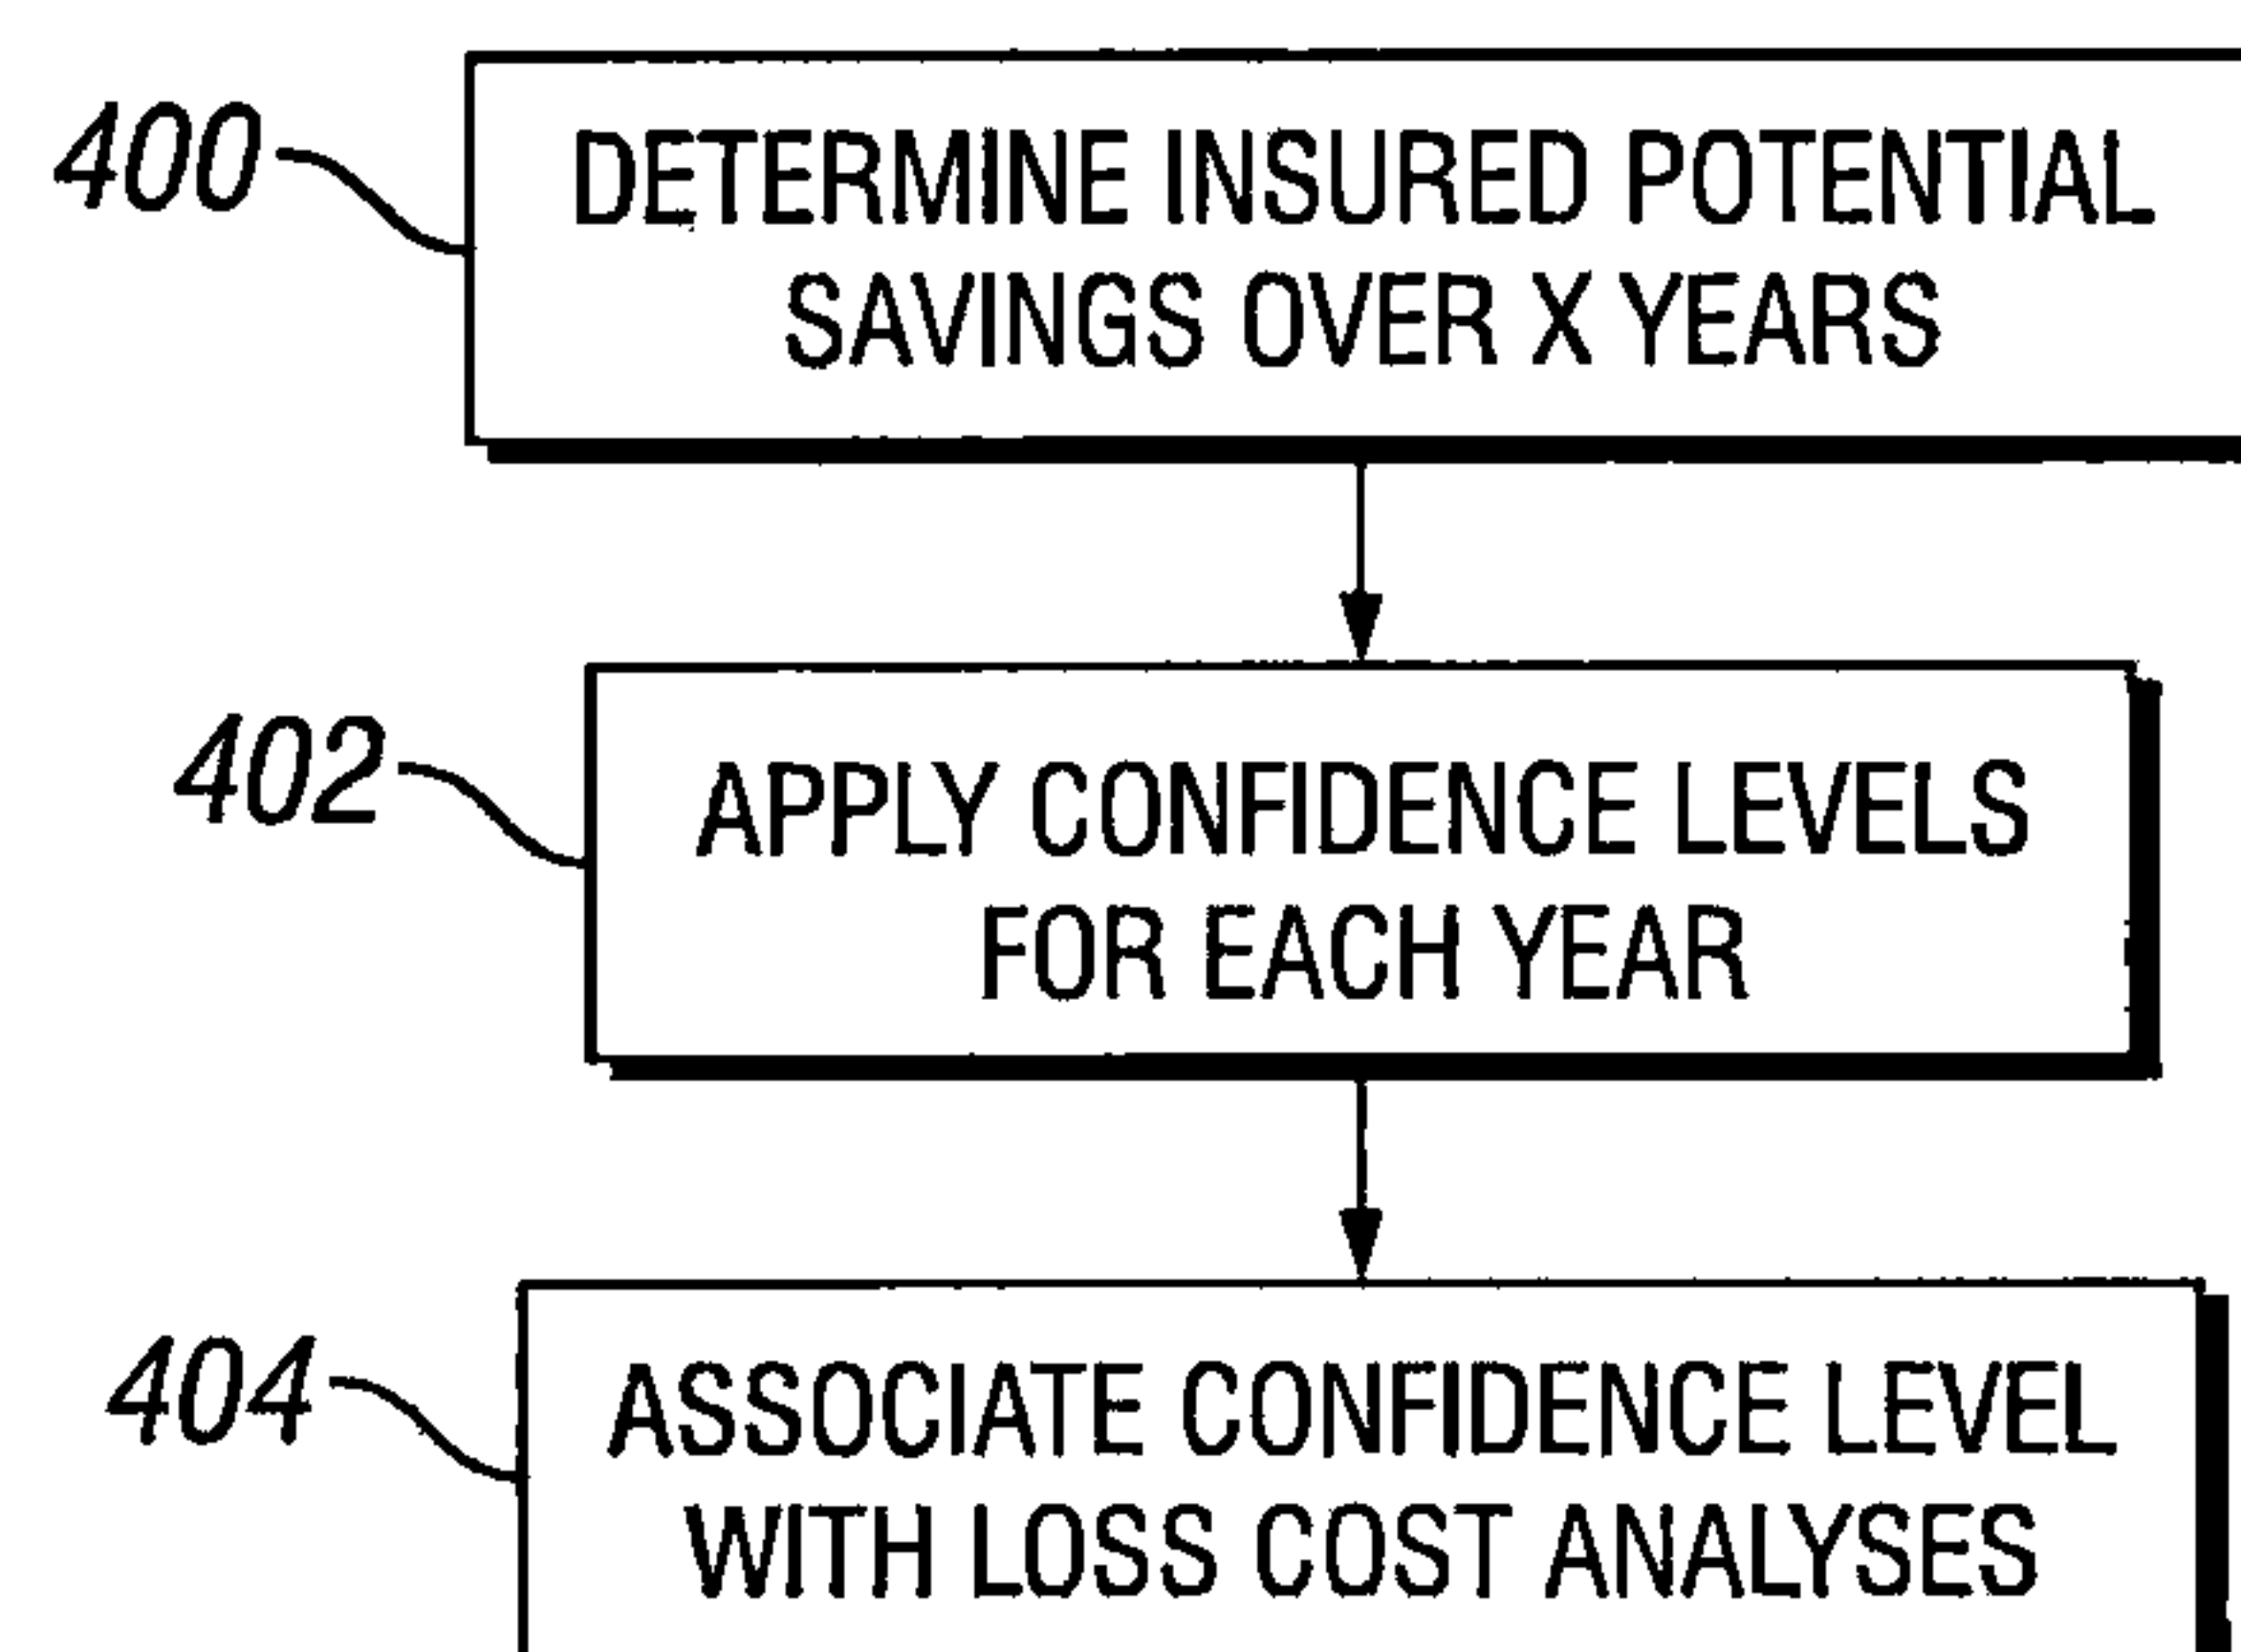 400
DETERMINE INSURED POTENTIAL
SAVINGS OVER X YEARS
402
APPLY CONFIDENCE LEVELS
FOR EACH YEAR
404
ASSOCIATE CONFIDENCE LEVEL
WITH LOSS COST ANALYSES